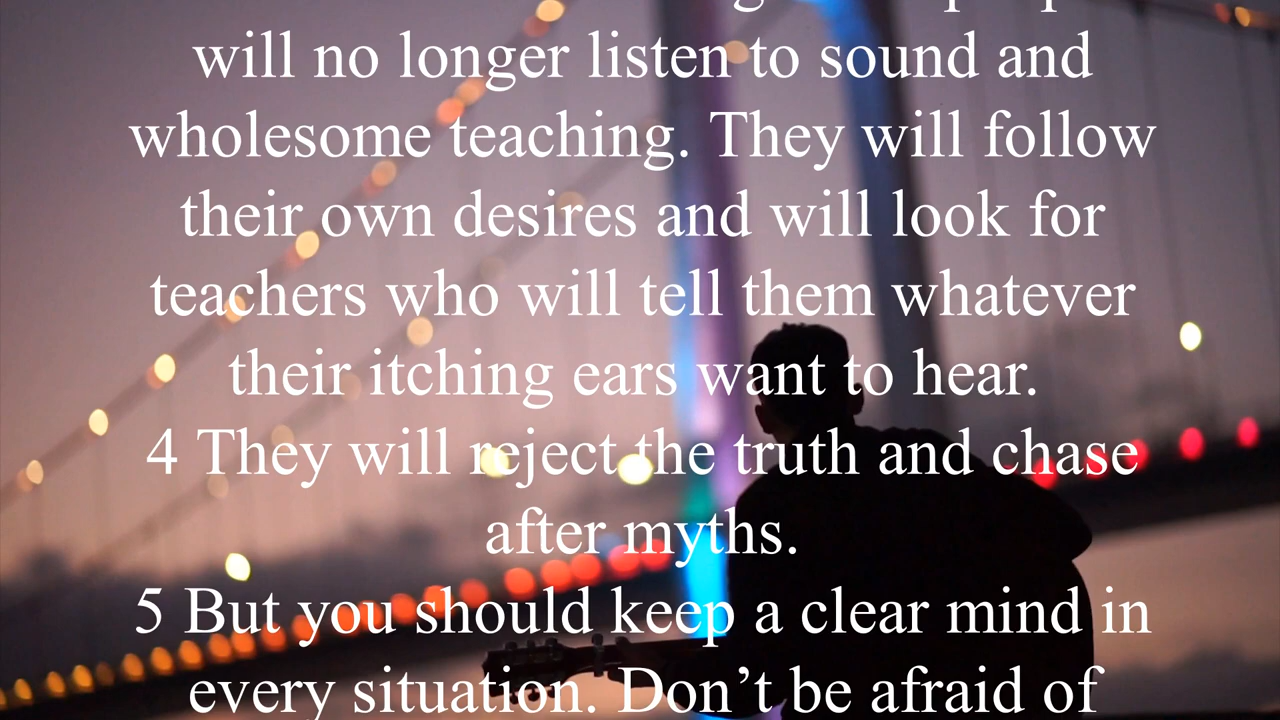 will no longer listen to sound and
wholesome teaching. They will follow
their own desires and will look for
teachers who will tell them whatever
their itching ears want to hear.
4 They will reject the truth and chase
after myths.
5 But you should keep a clear mind in
every situation. Don’t be afraid of